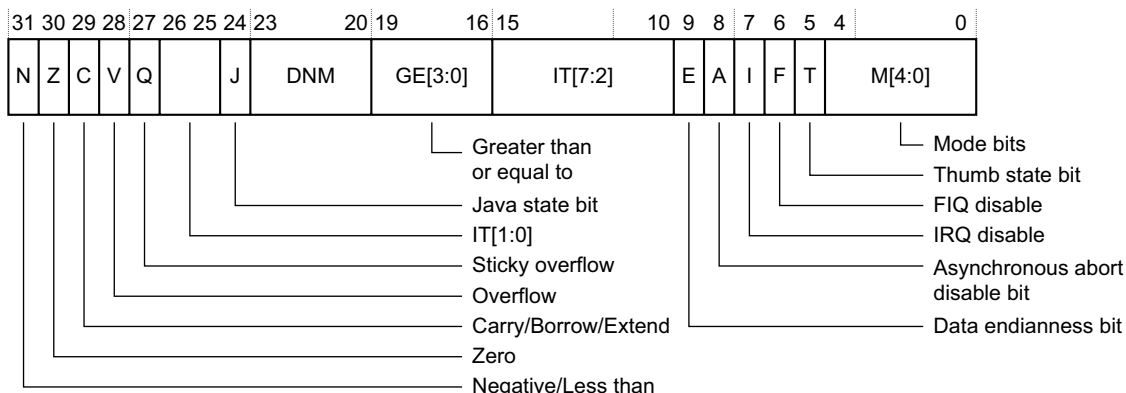 31 30 29 28 27 26 25 24 23 20 19 16 15 10 9 8 7 6 5 4 0
N Z C V Q J DNM GE[3:0] IT[7:2] E A I F T M[4:0]
Greater than
or equal to
Java state bit
IT[1:0]
Sticky overflow
Overflow
Carry/Borrow/Extend
Zero
Negative/Less than
Mode bits
Thumb state bit
FIQ disable
IRQ disable
Asynchronous abort
disable bit
Data endianness bit